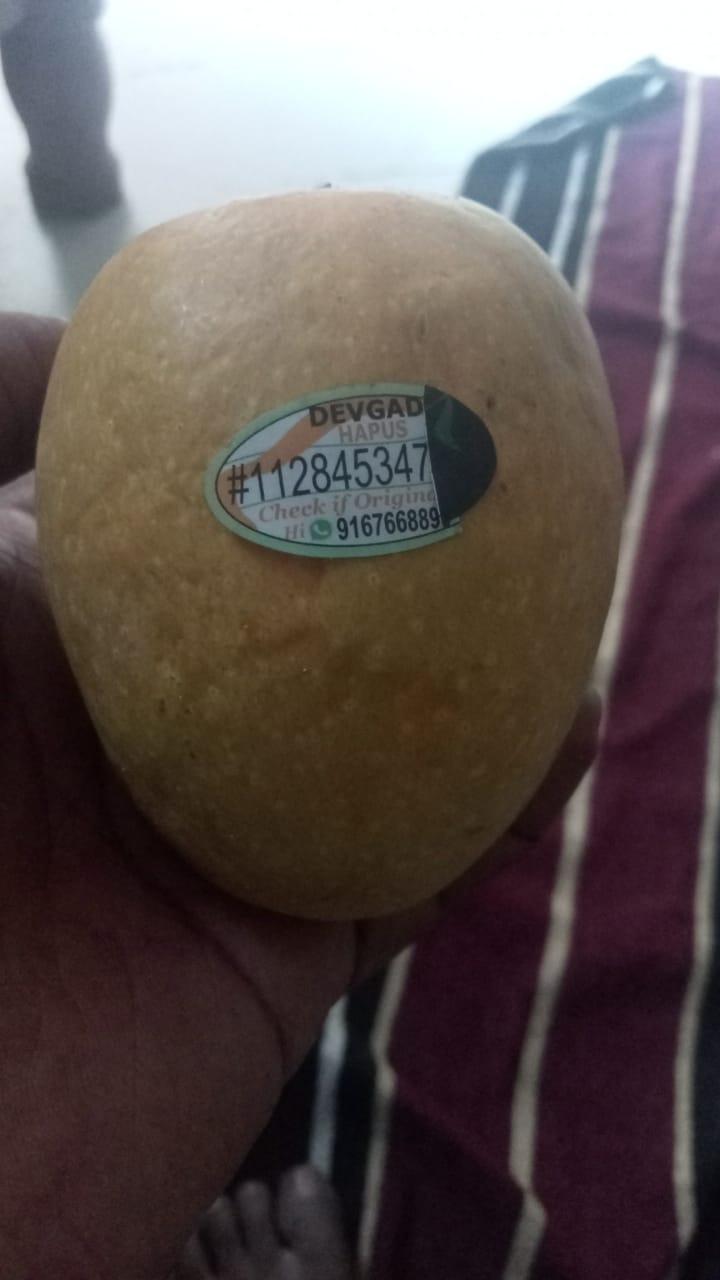 DEVGAD
HAPUS
#112845347
Check if Origina
Hi 916766889